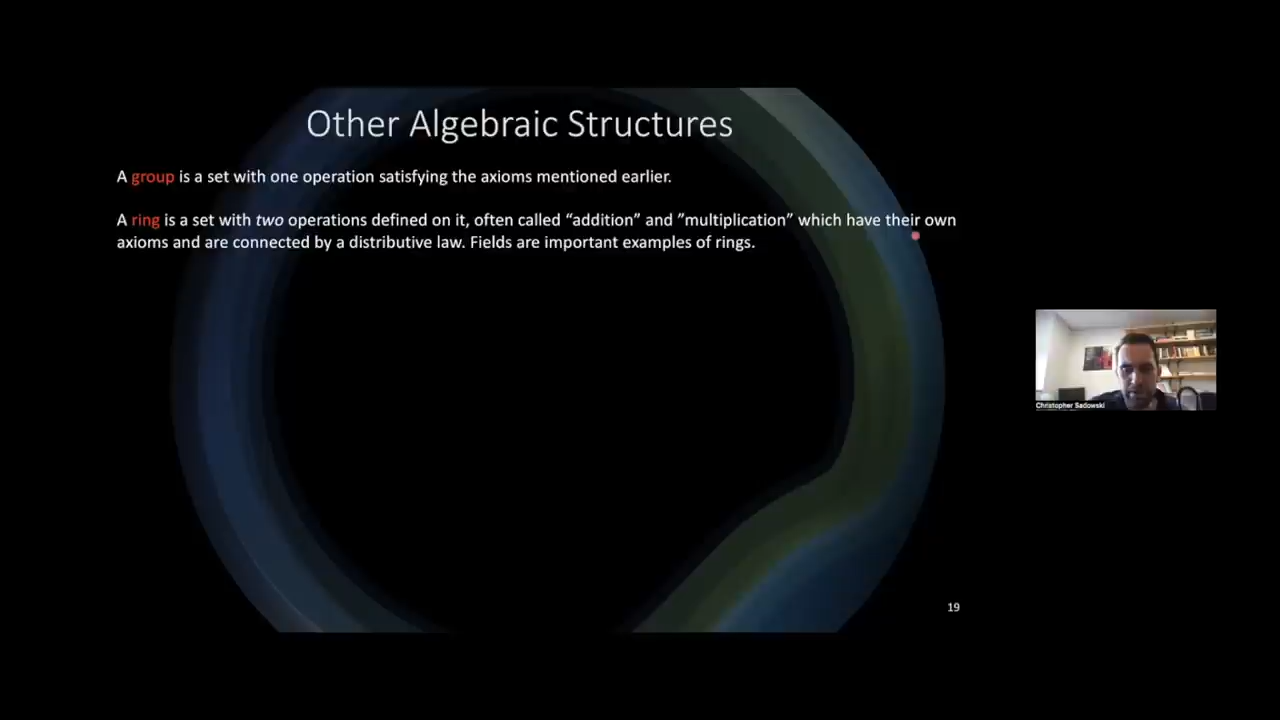 Other Algebraic Structures
A group is a set with one operation satisfying the axioms mentioned earlier.
A ring is a set with two operations defined on it, often called “addition” and ”multiplication” which have their own
axioms and are connected by a distributive law. Fields are important examples of rings.
Christopher Sadowski
19